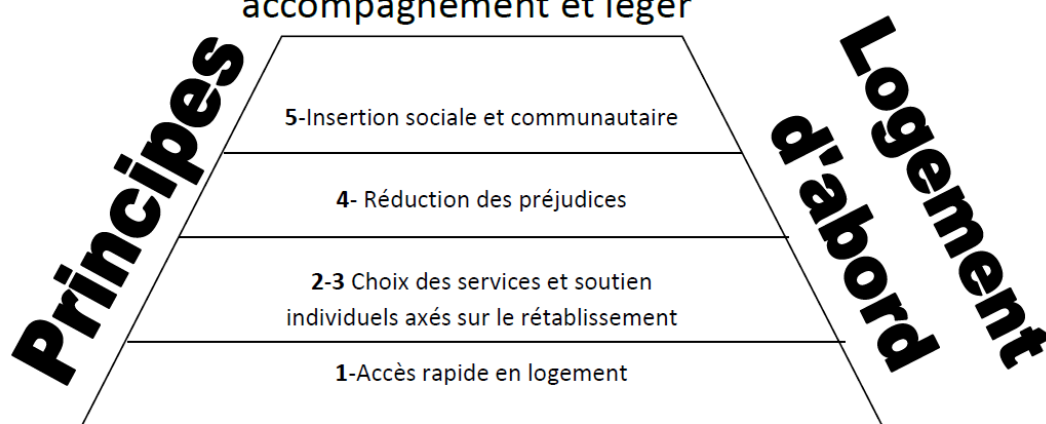 accompagnement et léger
Principes
Logement
d'abord
5-Insertion sociale et communautaire
4- Réduction des préjudices
2-3 Choix des services et soutien
individuels axés sur le rétablissement
1-Accès rapide en logement